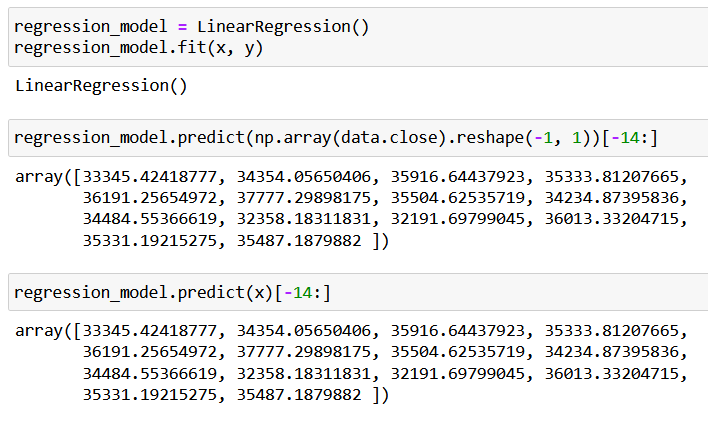 regression_model = LinearRegression()
regression_model.fit(x, y)
LinearRegression()
regression_model.predict(np.array(data.close).reshape(-1, 1))[-14:]
array([33345.42418777, 34354.05650406, 35916.64437923, 35333.81207665,
36191.25654972, 37777.29898175, 35504.62535719, 34234.87395836,
34484.55366619, 32358.18311831, 32191.69799045, 36013.33204715,
35331.19215275, 35487.1879882 ])
regression_model.predict(x)[-14:]
array([33345.42418777, 34354.05650406, 35916.64437923, 35333.81207665,
36191.25654972, 37777.29898175, 35504.62535719, 34234.87395836,
34484.55366619, 32358.18311831, 32191.69799045, 36013.33204715,
35331.19215275, 35487.1879882 ])